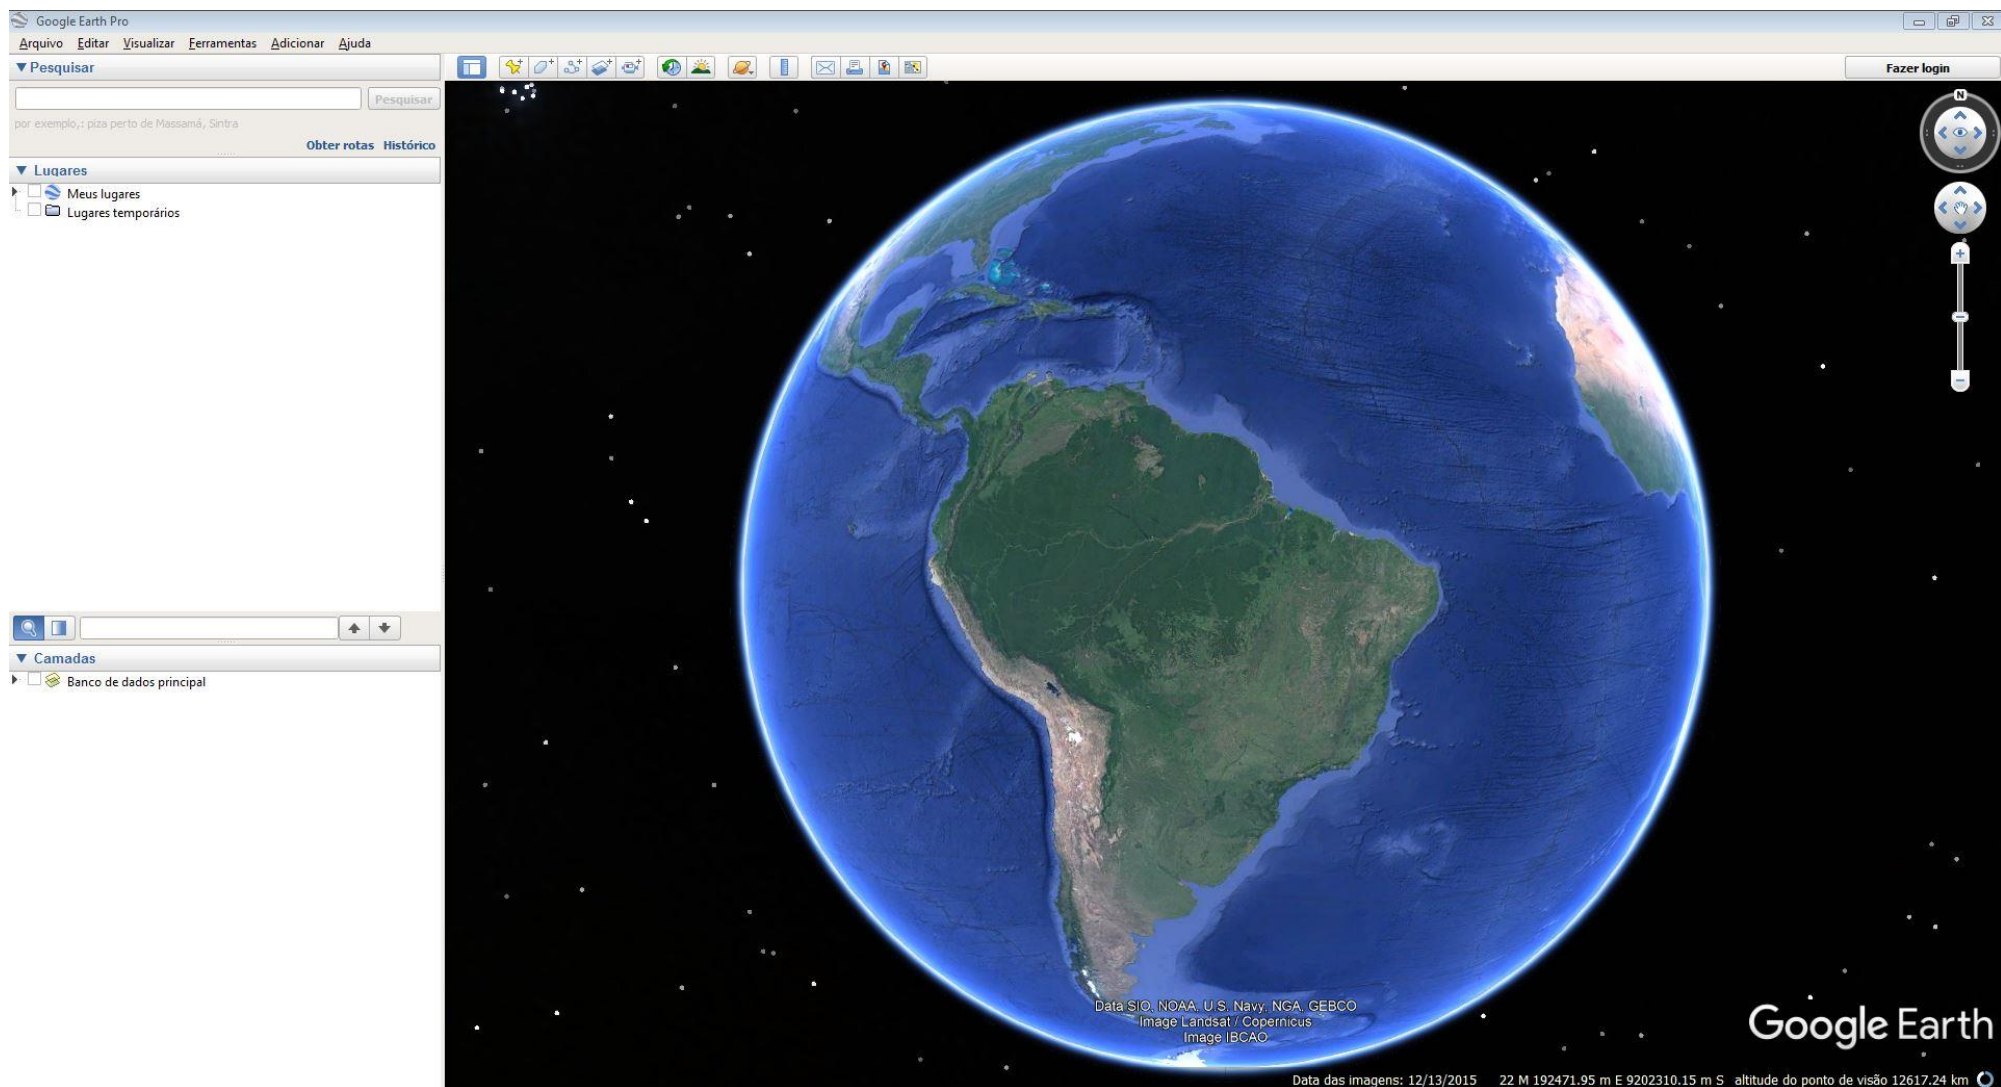 Google Earth Pro
Arquivo Editar Visualizar Ferramentas Adicionar Ajuda
Pesquisar
Fazer login
Pesquisar
por exemplo,: piza perto de Massamá, Sintra
Obter rotas Histórico
Lugares
Meus lugares
Lugares temporários
Camadas
Banco de dados principal
N
Data SIO, NOAA, U.S. Navy, NGA, GEBCO
Image Landsat / Copernicus
Image IBCAO
Google Earth
Data das imagens: 12/13/2015 22 M 192471.95 m E 9202310.15 m S altitude do ponto de visão 12617.24 km